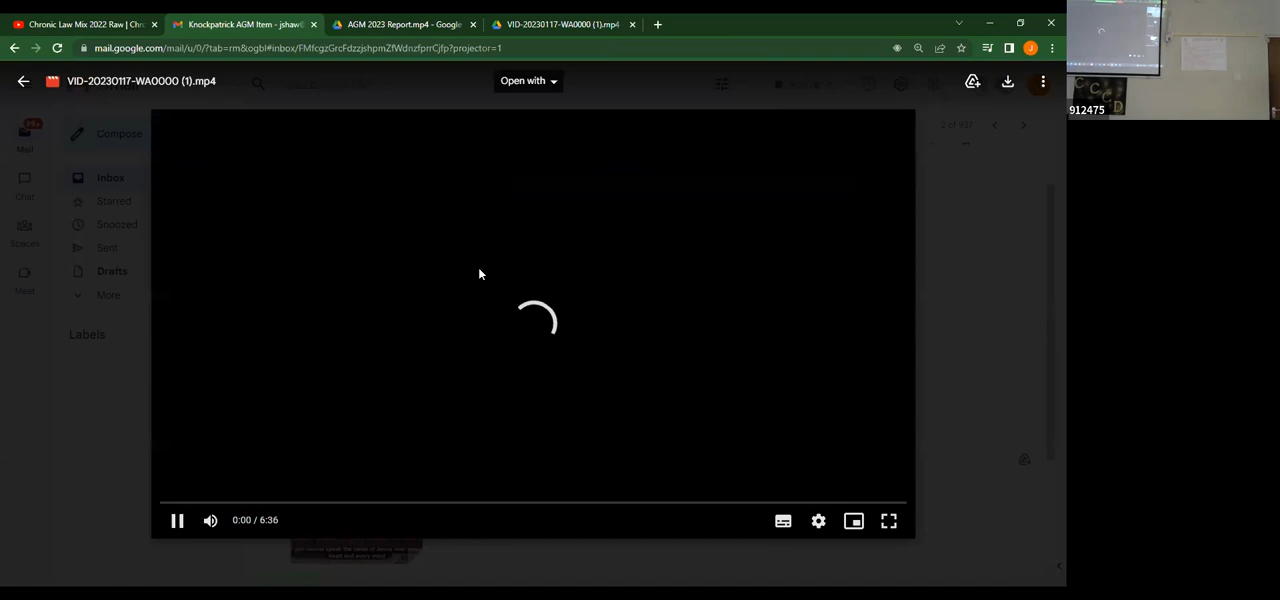 Chronic Law Mix 2022 Raw | Chr
Knockpatrick AGM Item - jshaw
AGM 2023 Report.mp4 - Google
VID-20230117-WA0000 (1).mp4
mail.google.com/mail/u/0/?tab=rm&ogbl#inbox/FMfcgzGrcFdzzjshpmZfWdnzfprrCjfp?projector=1
J
VID-20230117-WA0000 (1).mp4
Open with
99+
Mail
Compose
2 of 937
Chat
Inbox
Starred
Spaces
Snoozed
Sent
Meet
Drafts
More
Labels
0:00 / 6:36
912475
C C C D